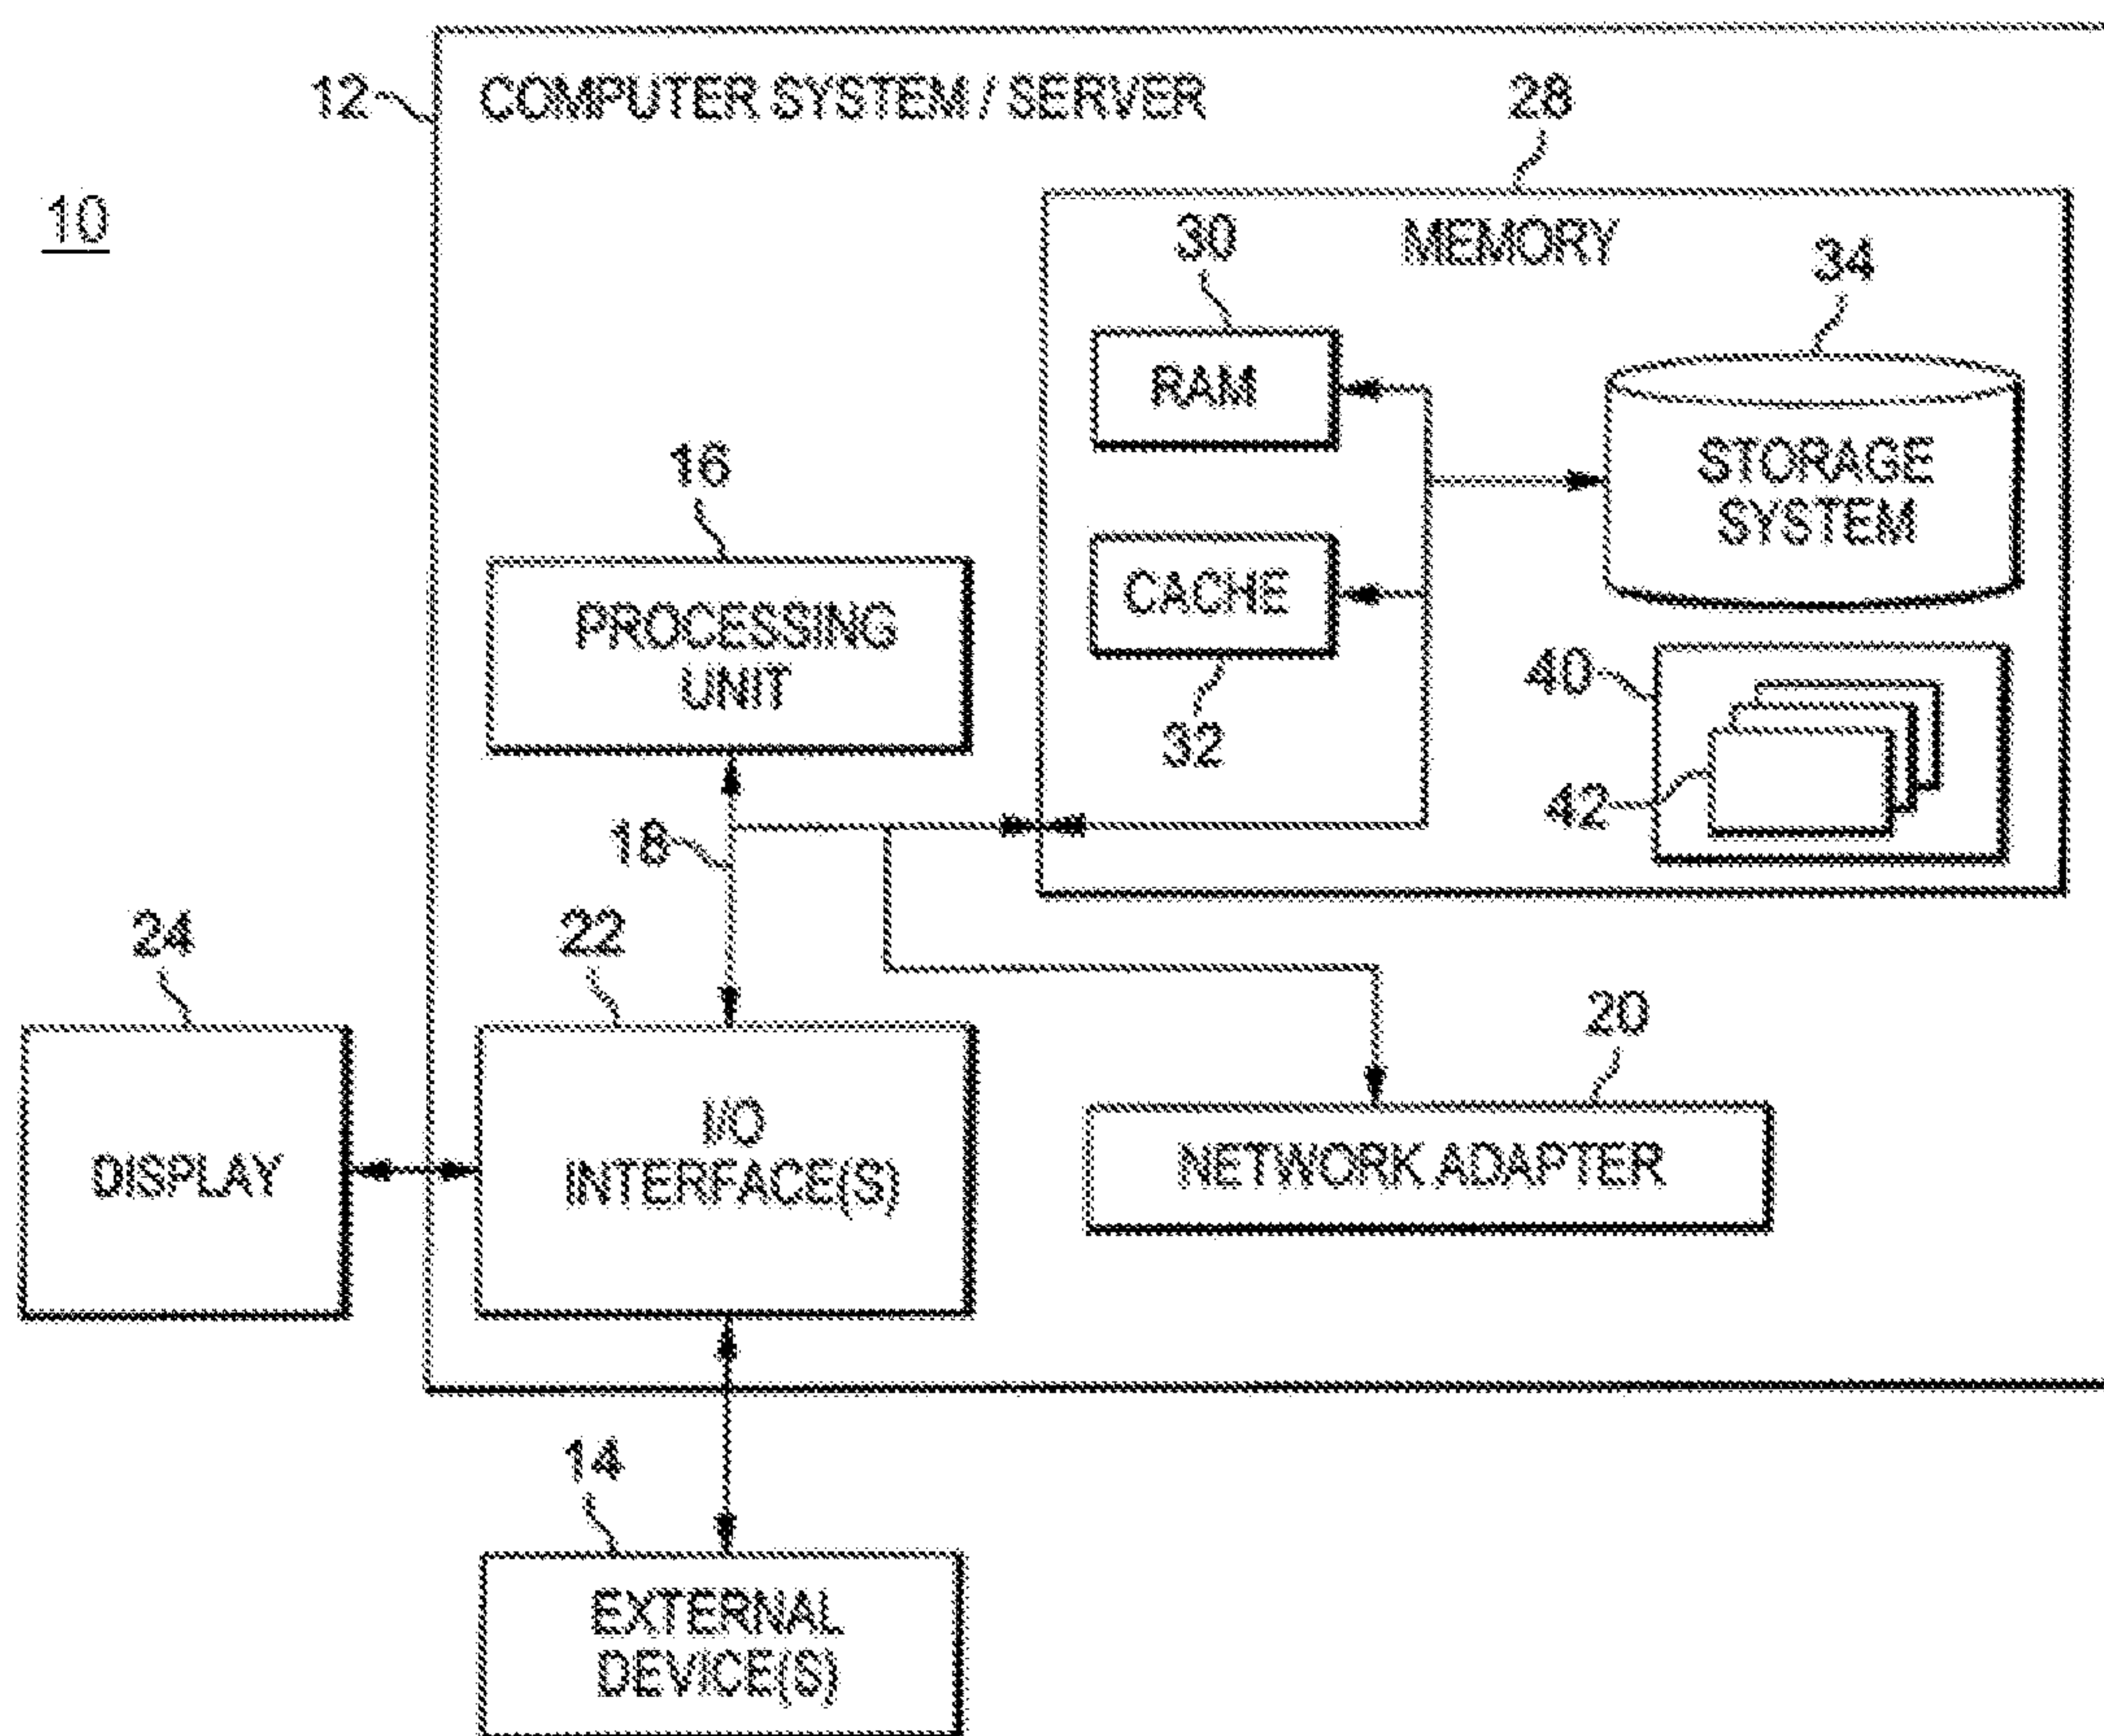 12
COMPUTER SYSTEM / SERVER
28
10
30
MEMORY
34
RAM
16
STORAGE
SYSTEM
CACHE
PROCESSING
UNIT
40
32
42
18
24
22
20
I/O
INTERFACE(S)
DISPLAY
NETWORK ADAPTER
14
EXTERNAL
DEVICE(S)